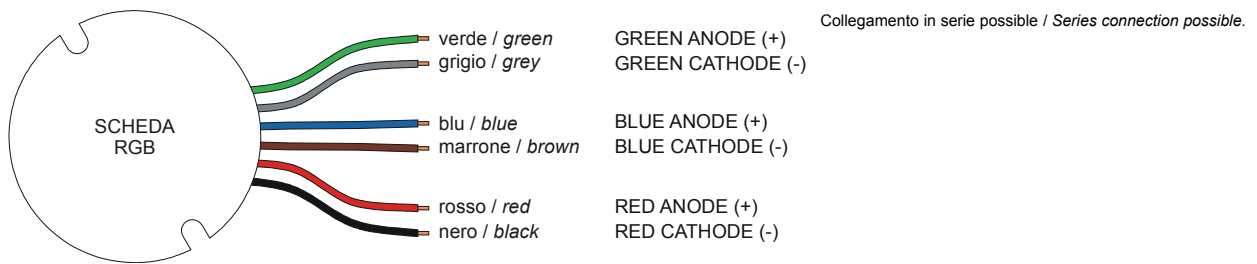 Collegamento in serie possible / Series connection possible.
verde / green GREEN ANODE (+)
grigio / grey GREEN CATHODE (-)
SCHEDA
RGB
blu / blue BLUE ANODE (+)
marrone / brown BLUE CATHODE (-)
rosso / red RED ANODE (+)
nero / black RED CATHODE (-)